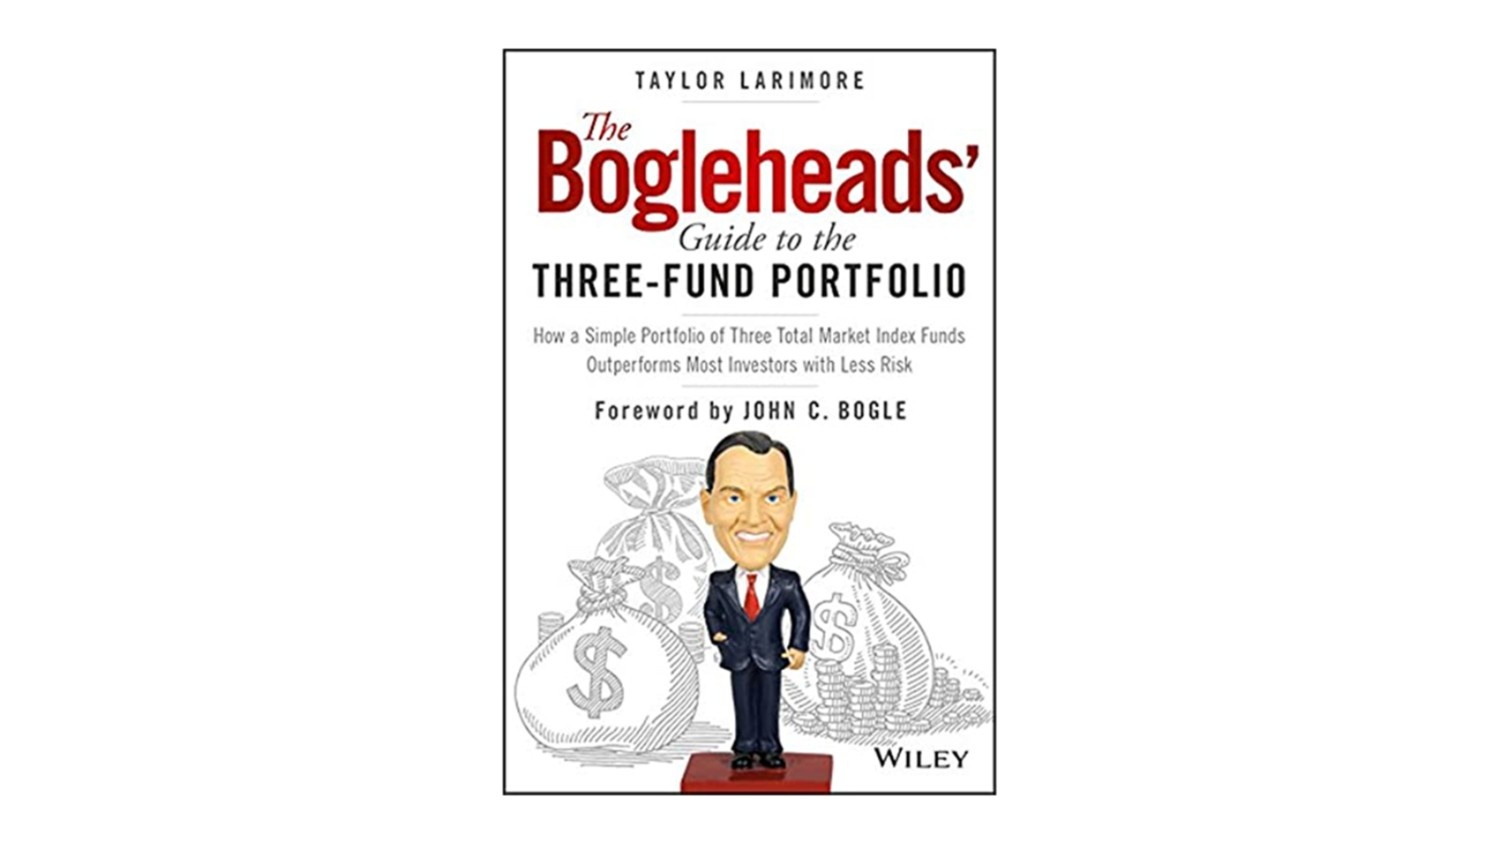 TAYLOR LARIMORE
The
Bogleheads’
Guide to the
THREE-FUND PORTFOLIO
How a Simple Portfolio of Three Total Market Index Funds
Outperforms Most Investors with Less Risk
Foreword by JOHN C. BOGLE
$
$
$
WILEY